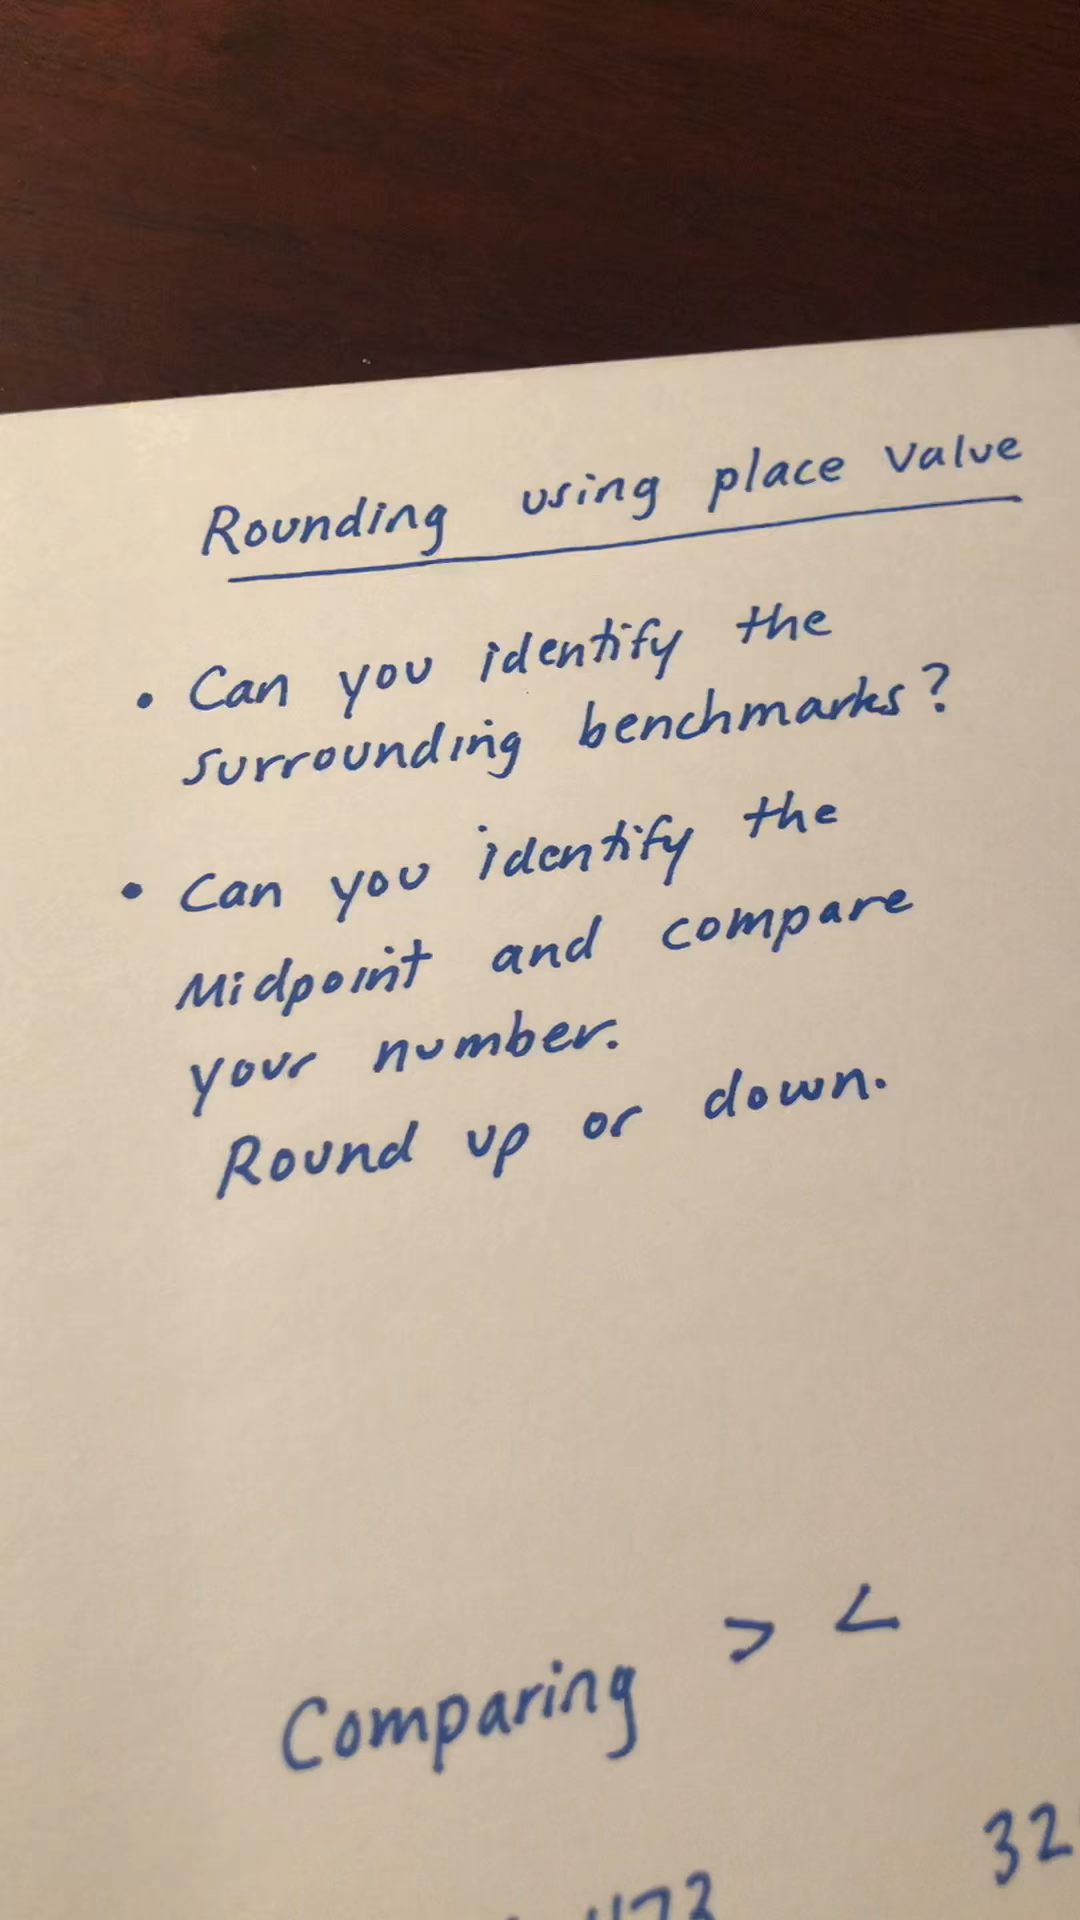 Rounding using place value
• Can you identify the
surrounding benchmarks?
• Can you identify the
Midpoint and compare
your number.
Round up or down.
Comparing > <